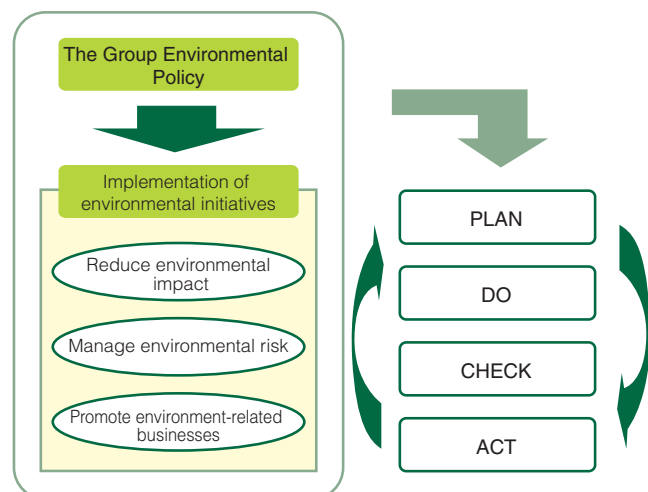 The Group Environmental
Policy
Implementation of
environmental initiatives
Reduce environmental
impact
Manage environmental risk
Promote environment-related
businesses
PLAN
DO
CHECK
ACT